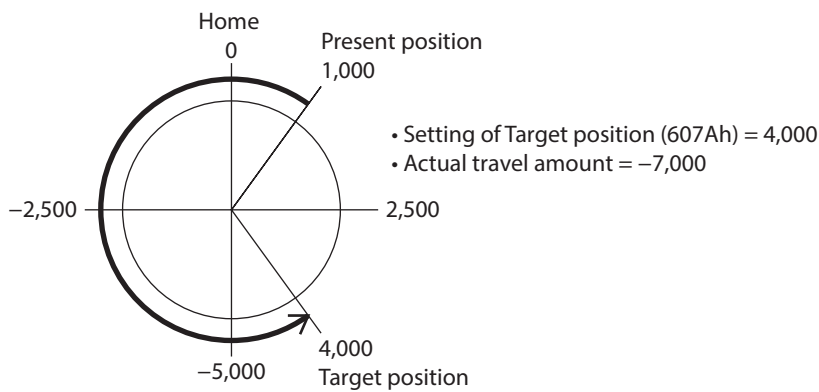 Home
0
Present position
1,000
• Setting of Target position (607Ah) = 4,000
• Actual travel amount = −7,000
−2,500
2,500
4,000
Target position
−5,000